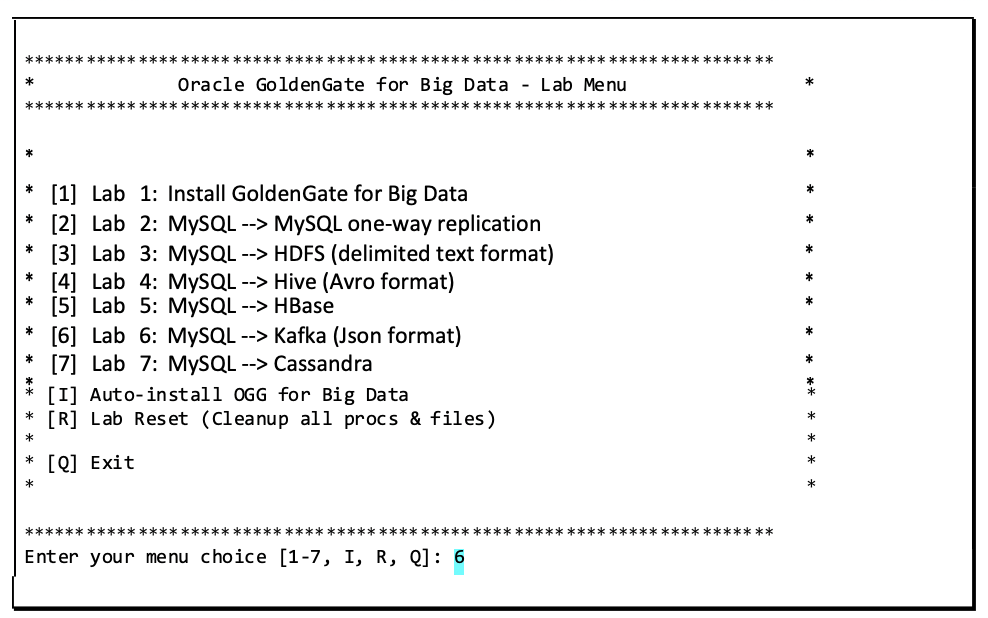 **************************************************************************
* Oracle GoldenGate for Big Data - Lab Menu *
**************************************************************************
* *
* [1] Lab 1: Install GoldenGate for Big Data *
* [2] Lab 2: MySQL --> MySQL one-way replication *
* [3] Lab 3: MySQL --> HDFS (delimited text format) *
* [4] Lab 4: MySQL --> Hive (Avro format) *
* [5] Lab 5: MySQL --> HBase *
* [6] Lab 6: MySQL --> Kafka (Json format) *
* [7] Lab 7: MySQL --> Cassandra *
* *
* [I] Auto-install OGG for Big Data *
* [R] Lab Reset (Cleanup all procs & files) *
* *
* [Q] Exit *
* *
**************************************************************************
Enter your menu choice [1-7, I, R, Q]: 6